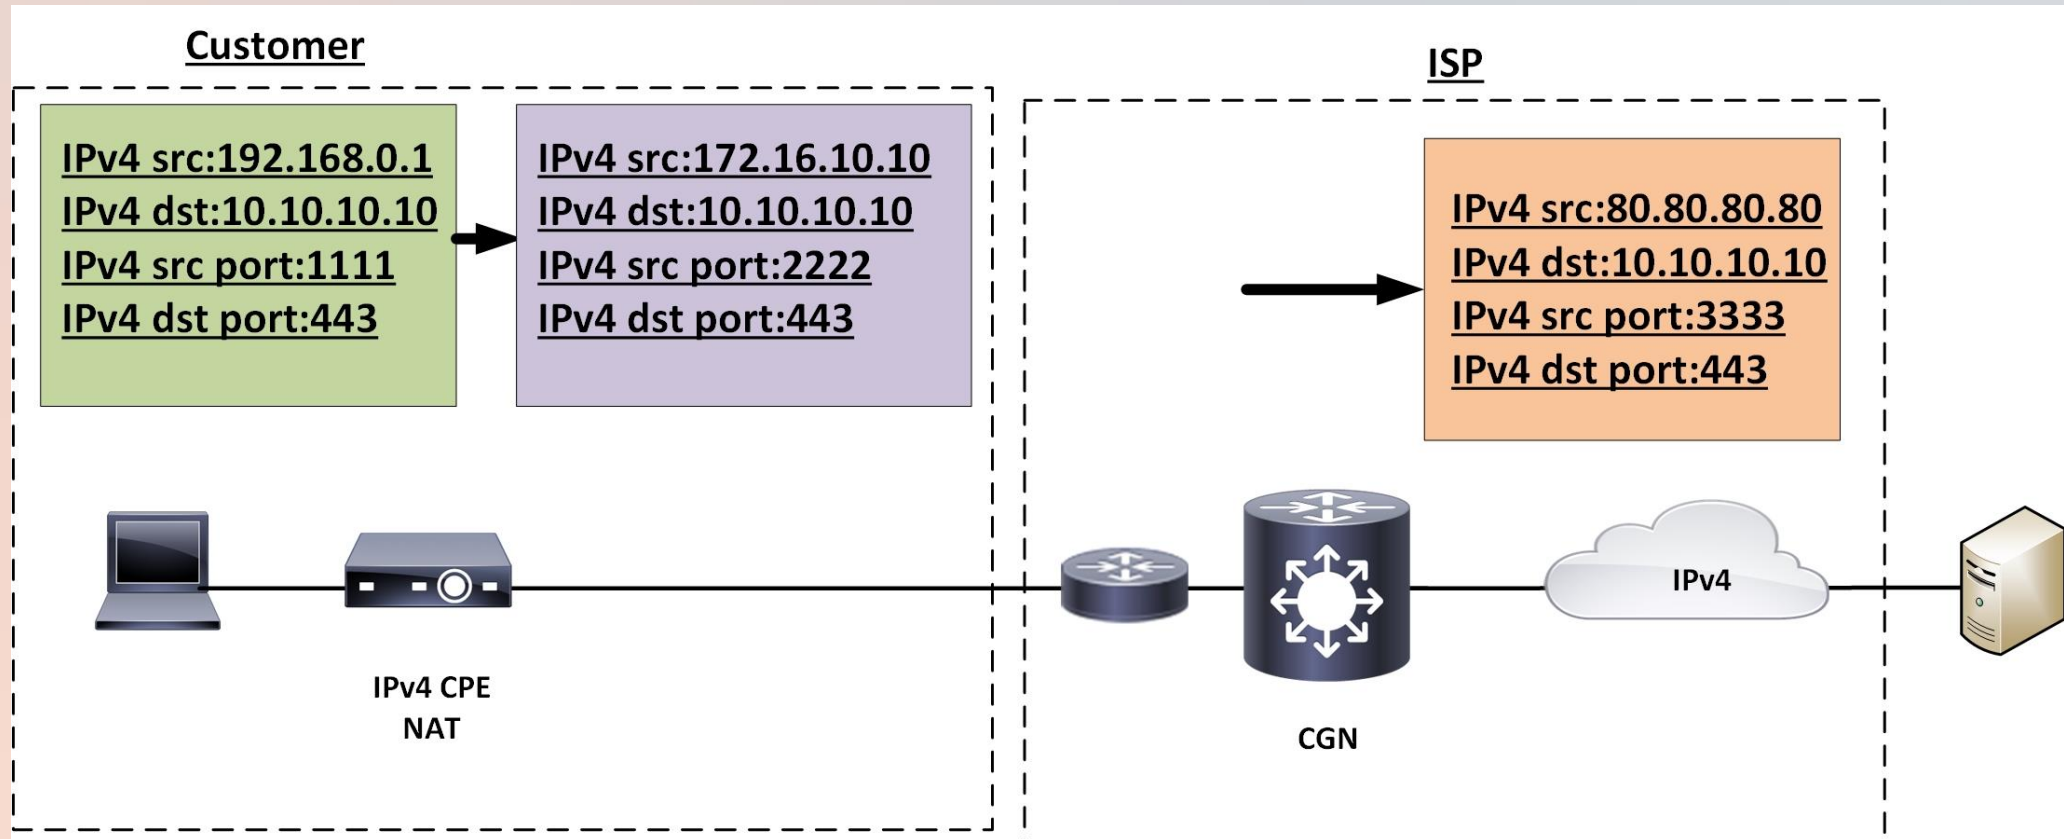 Customer
IPv4 src:192.168.0.1
IPv4 dst:10.10.10.10
IPv4 src port:1111
IPv4 dst port:443
IPv4 src:172.16.10.10
IPv4 dst:10.10.10.10
IPv4 src port:2222
IPv4 dst port:443
IPv4 CPE
NAT
ISP
IPv4 src:80.80.80.80
IPv4 dst:10.10.10.10
IPv4 src port:3333
IPv4 dst port:443
IPv4
CGN